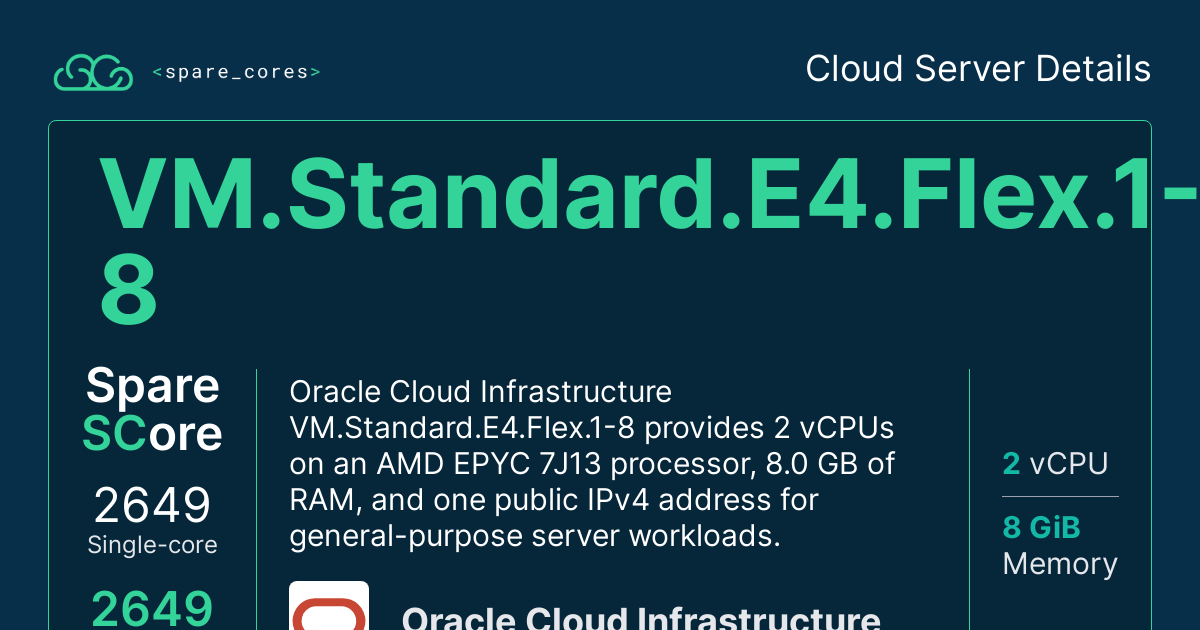 <spare_cores>
Cloud Server Details
VM.Standard.E4.Flex.1-
8
Spare
SCore
2649
Single-core
2649
Oracle Cloud Infrastructure
VM.Standard.E4.Flex.1-8 provides 2 vCPUs
on an AMD EPYC 7J13 processor, 8.0 GB of
RAM, and one public IPv4 address for
general-purpose server workloads.
Oracle Cloud Infrastructure
2 vCPU
8 GiB
Memory